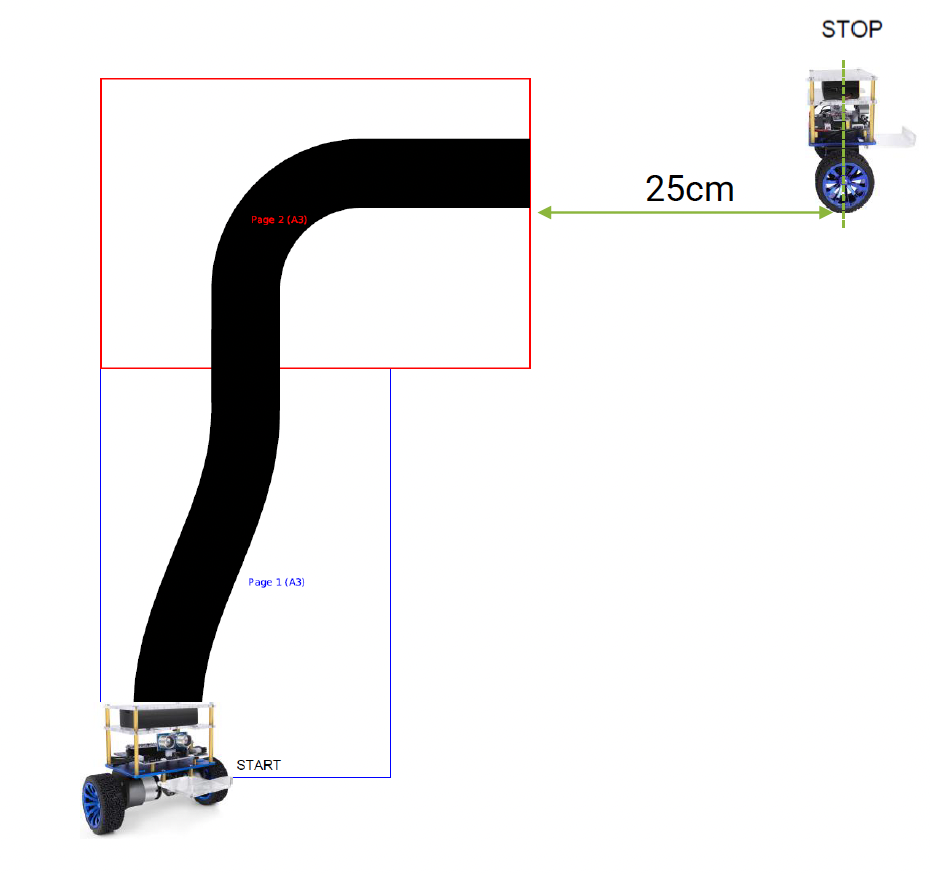 STOP
25cm
Page 2 (A3)
Page 1 (A3)
START